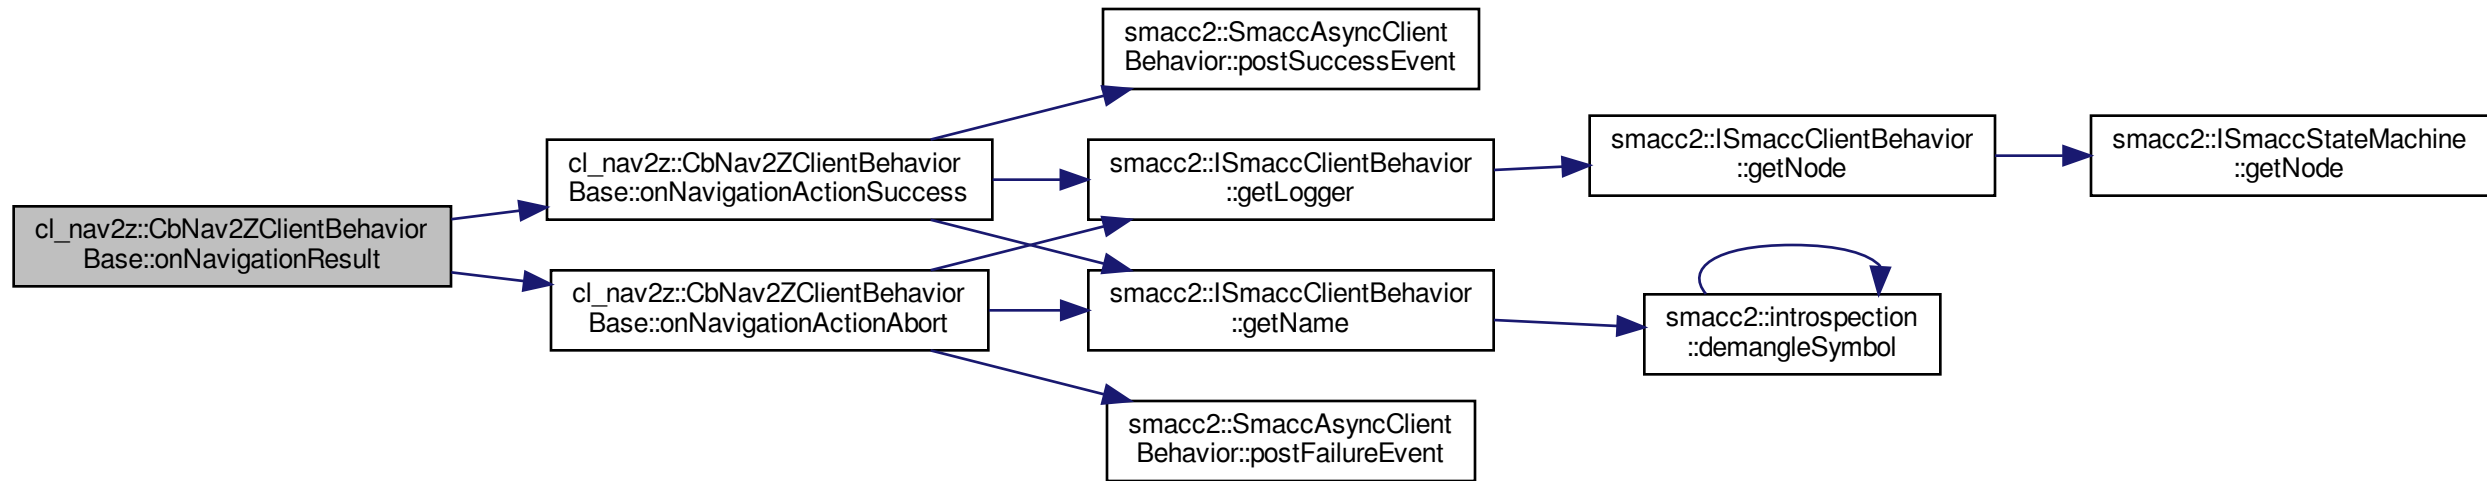 cl_nav2z::CbNav2ZClientBehavior
Base::onNavigationResult
cl_nav2z::CbNav2ZClientBehavior
Base::onNavigationActionSuccess
cl_nav2z::CbNav2ZClientBehavior
Base::onNavigationActionAbort
smacc2::SmaccAsyncClient
Behavior::postSuccessEvent
smacc2::ISmaccClientBehavior
::getLogger
smacc2::ISmaccClientBehavior
::getName
smacc2::SmaccAsyncClient
Behavior::postFailureEvent
smacc2::ISmaccClientBehavior
::getNode
smacc2::introspection
::demangleSymbol
smacc2::ISmaccStateMachine
::getNode